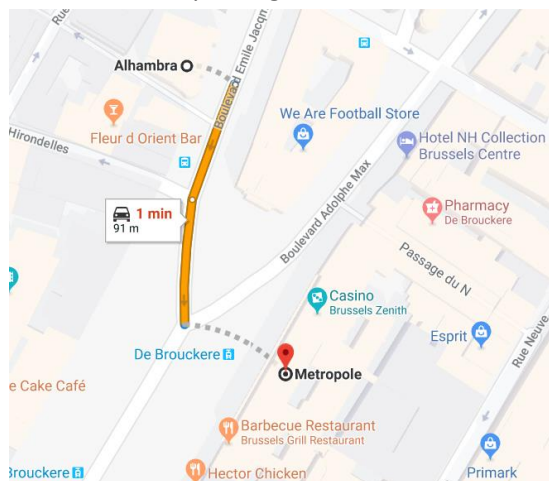 Rue
Boulevard Emile Jacqm
Alhambra
We Are Football Store
Fleur d Orient Bar
Hirondelles
Hotel NH Collection
Brussels Centre
Boulevard Adolphe Max
1 min
91 m
Pharmacy
De Brouckere
Passage du N
Casino
Brussels Zenith
Esprit
Rue Neuve
De Brouckere
Metropole
e Cake Café
Barbecue Restaurant
Brussels Grill Restaurant
Brouckere
Hector Chicken
Primark